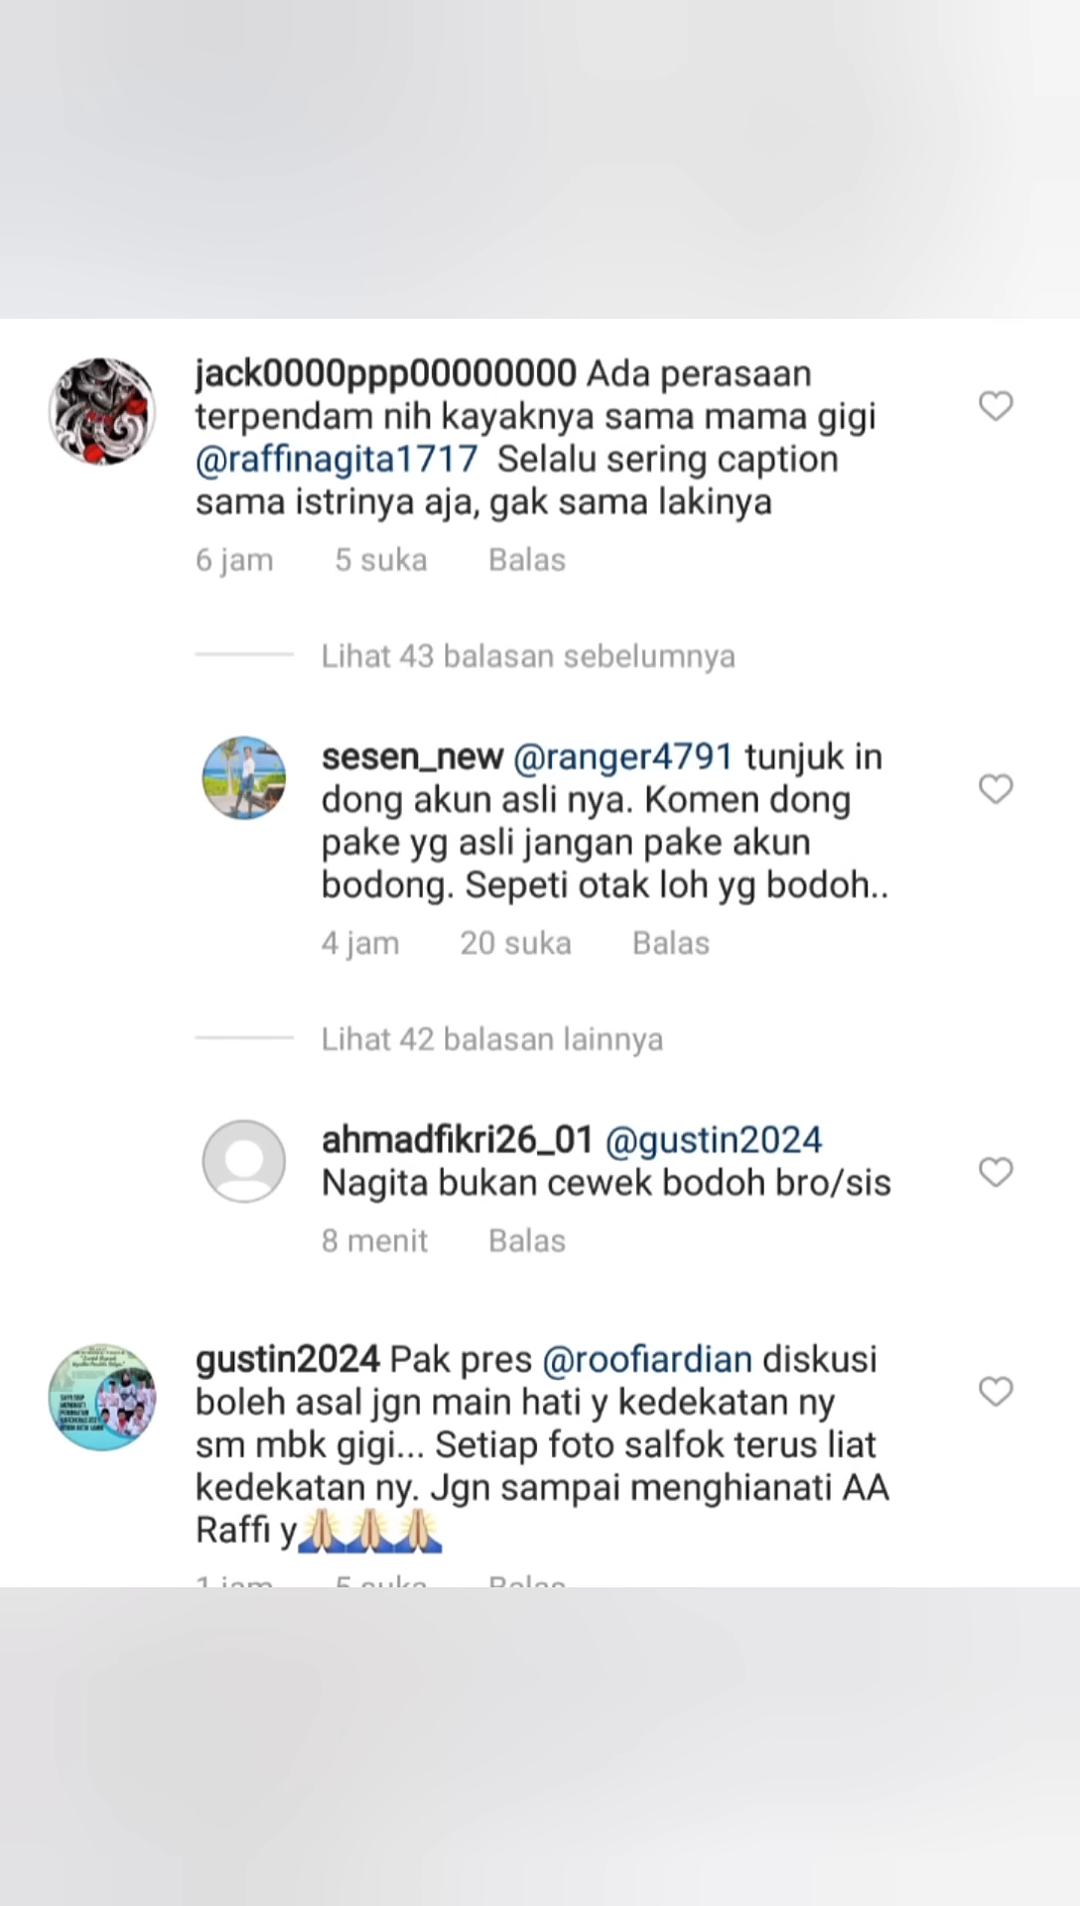 jack0000ppp00000000 Ada perasaan
terpendam nih kayaknya sama mama gigi
@raffinagita1717 Selalu sering caption
sama istrinya aja, gak sama lakinya
6 jam 5 suka Balas
Lihat 43 balasan sebelumnya
sesen_new @ranger4791 tunjuk in
dong akun asli nya. Komen dong
pake yg asli jangan pake akun
bodong. Sepeti otak loh yg bodoh..
4 jam 20 suka Balas
Lihat 42 balasan lainnya
ahmadfikri26_01 @gustin2024
Nagita bukan cewek bodoh bro/sis
8 menit Balas
gustin2024 Pak pres @roofiardian diskusi
boleh asal jgn main hati y kedekatan ny
sm mbk gigi... Setiap foto salfok terus liat
kedekatan ny. Jgn sampai menghianati AA
Raffi y🙏🙏🙏
1 jam 5 suka Balas